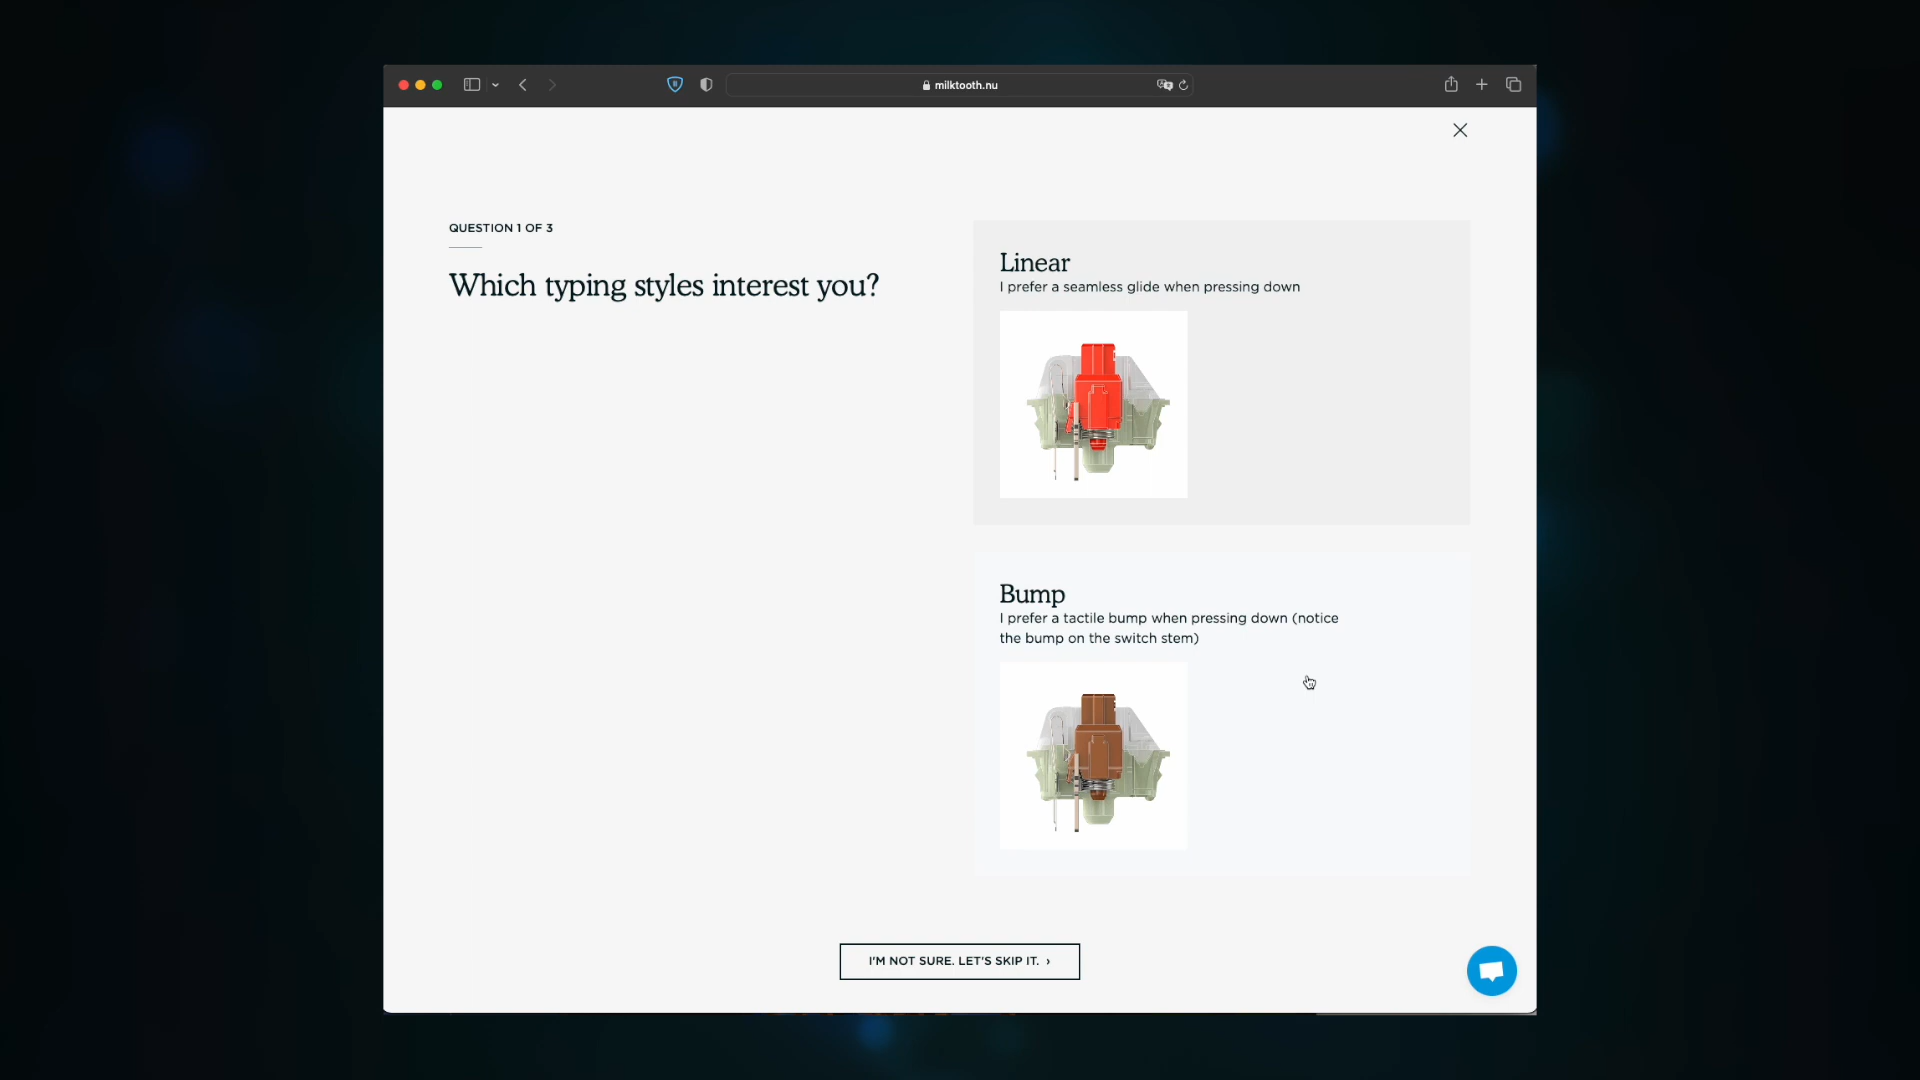 milktooth.nu
QUESTION 1 OF 3
Which typing styles interest you?
Linear
I prefer a seamless glide when pressing down
Bump
I prefer a tactile bump when pressing down (notice
the bump on the switch stem)
I'M NOT SURE. LET'S SKIP IT. ›